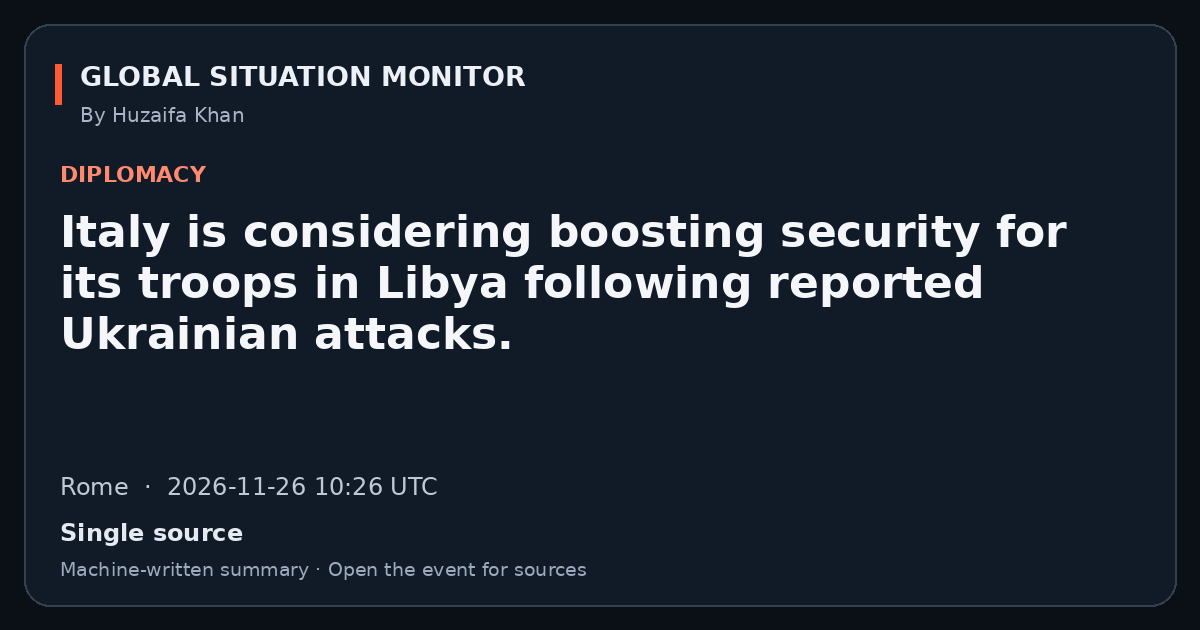 GLOBAL SITUATION MONITOR
By Huzaifa Khan
DIPLOMACY
Italy is considering boosting security for
its troops in Libya following reported
Ukrainian attacks.
Rome · 2026-11-26 10:26 UTC
Single source
Machine-written summary · Open the event for sources